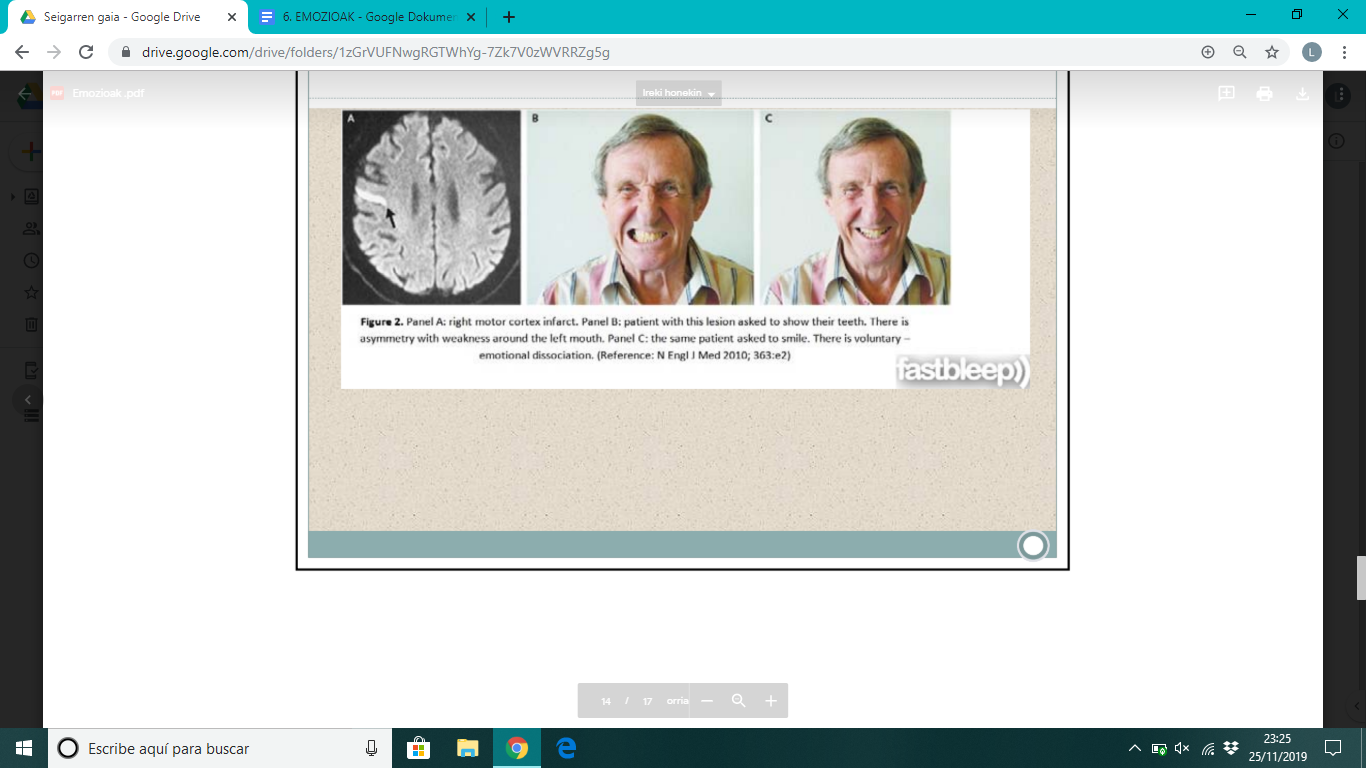 Seigarren gaia - Google Drive
6. EMOZIOAK - Google Dokumen
drive.google.com/drive/folders/1zGrVUFNwgRGTWhYg-7Zk7V0zWVRRZg5g
L
PDF Emozioak .pdf
Ireki honekin
A
B
C
Figure 2. Panel A: right motor cortex infarct. Panel B: patient with this lesion asked to show their teeth. There is
asymmetry with weakness around the left mouth. Panel C: the same patient asked to smile. There is voluntary –
emotional dissociation. (Reference: N Engl J Med 2010; 363:e2)
fastbleep))
14 / 17 orria
Escribe aquí para buscar
23:25
25/11/2019